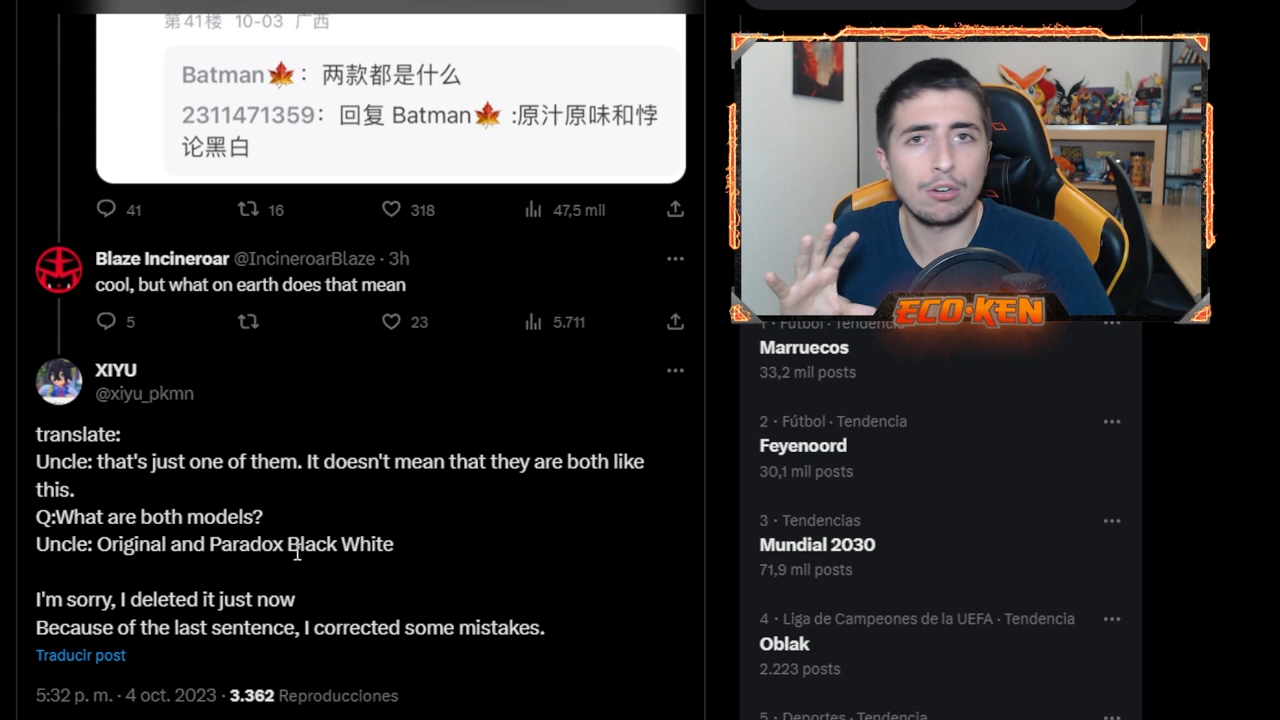 第41楼 10-03 广西
Batman🍁： 两款都是什么
2311471359： 回复 Batman🍁 :原汁原味和悖
论黑白
41
16
318
47,5 mil
Blaze Incineroar @IncineroarBlaze · 3h
cool, but what on earth does that mean
5
23
5.711
XIYU
@xiyu_pkmn
translate:
Uncle: that's just one of them. It doesn't mean that they are both like
this.
Q:What are both models?
Uncle: Original and Paradox Black White
I'm sorry, I deleted it just now
Because of the last sentence, I corrected some mistakes.
Traducir post
5:32 p. m. · 4 oct. 2023 · 3.362 Reproducciones
ECO·KEN
1 · Fútbol · Tendencia
Marruecos
33,2 mil posts
2 · Fútbol · Tendencia
Feyenoord
30,1 mil posts
3 · Tendencias
Mundial 2030
71,9 mil posts
4 · Liga de Campeones de la UEFA · Tendencia
Oblak
2.223 posts
5 · Deportes · Tendencia